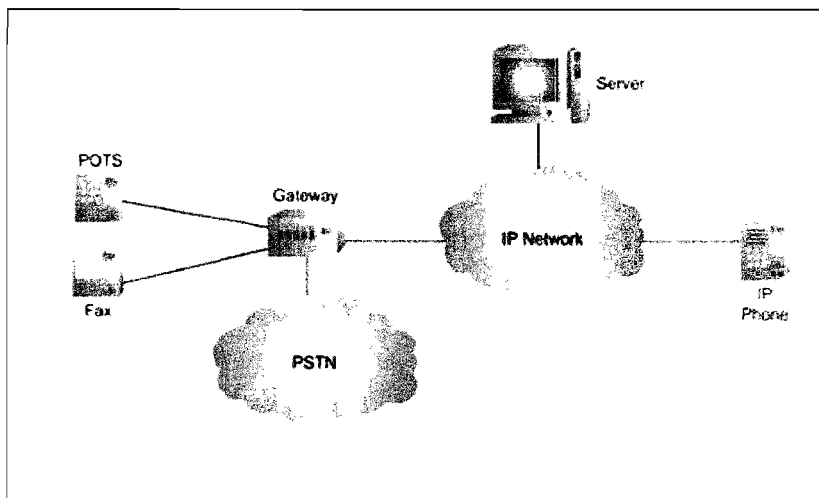 Server
POTS
Gateway
IP Network
Fax
IP
Phone
PSTN